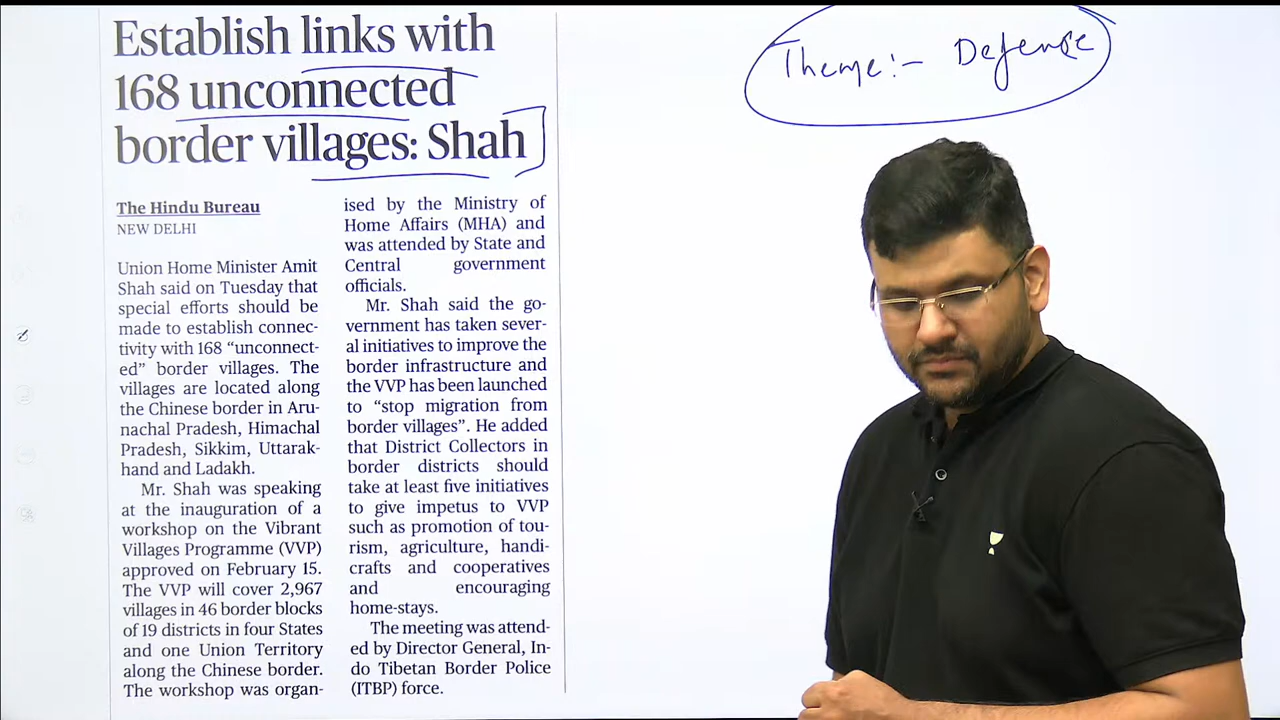 Establish links with
168 unconnected
border villages: Shah
The Hindu Bureau
NEW DELHI
Union Home Minister Amit
Shah said on Tuesday that
special efforts should be
made to establish connec-
tivity with 168 “unconnect-
ed” border villages. The
villages are located along
the Chinese border in Aru-
nachal Pradesh, Himachal
Pradesh, Sikkim, Uttarak-
hand and Ladakh.
Mr. Shah was speaking
at the inauguration of a
workshop on the Vibrant
Villages Programme (VVP)
approved on February 15.
The VVP will cover 2,967
villages in 46 border blocks
of 19 districts in four States
and one Union Territory
along the Chinese border.
The workshop was organ-
ised by the Ministry of
Home Affairs (MHA) and
was attended by State and
Central government
officials.
Mr. Shah said the go-
vernment has taken sever-
al initiatives to improve the
border infrastructure and
the VVP has been launched
to “stop migration from
border villages”. He added
that District Collectors in
border districts should
take at least five initiatives
to give impetus to VVP
such as promotion of tou-
rism, agriculture, handi-
crafts and cooperatives
and encouraging
home-stays.
The meeting was attend-
ed by Director General, In-
do Tibetan Border Police
(ITBP) force.
Theme:- Defense